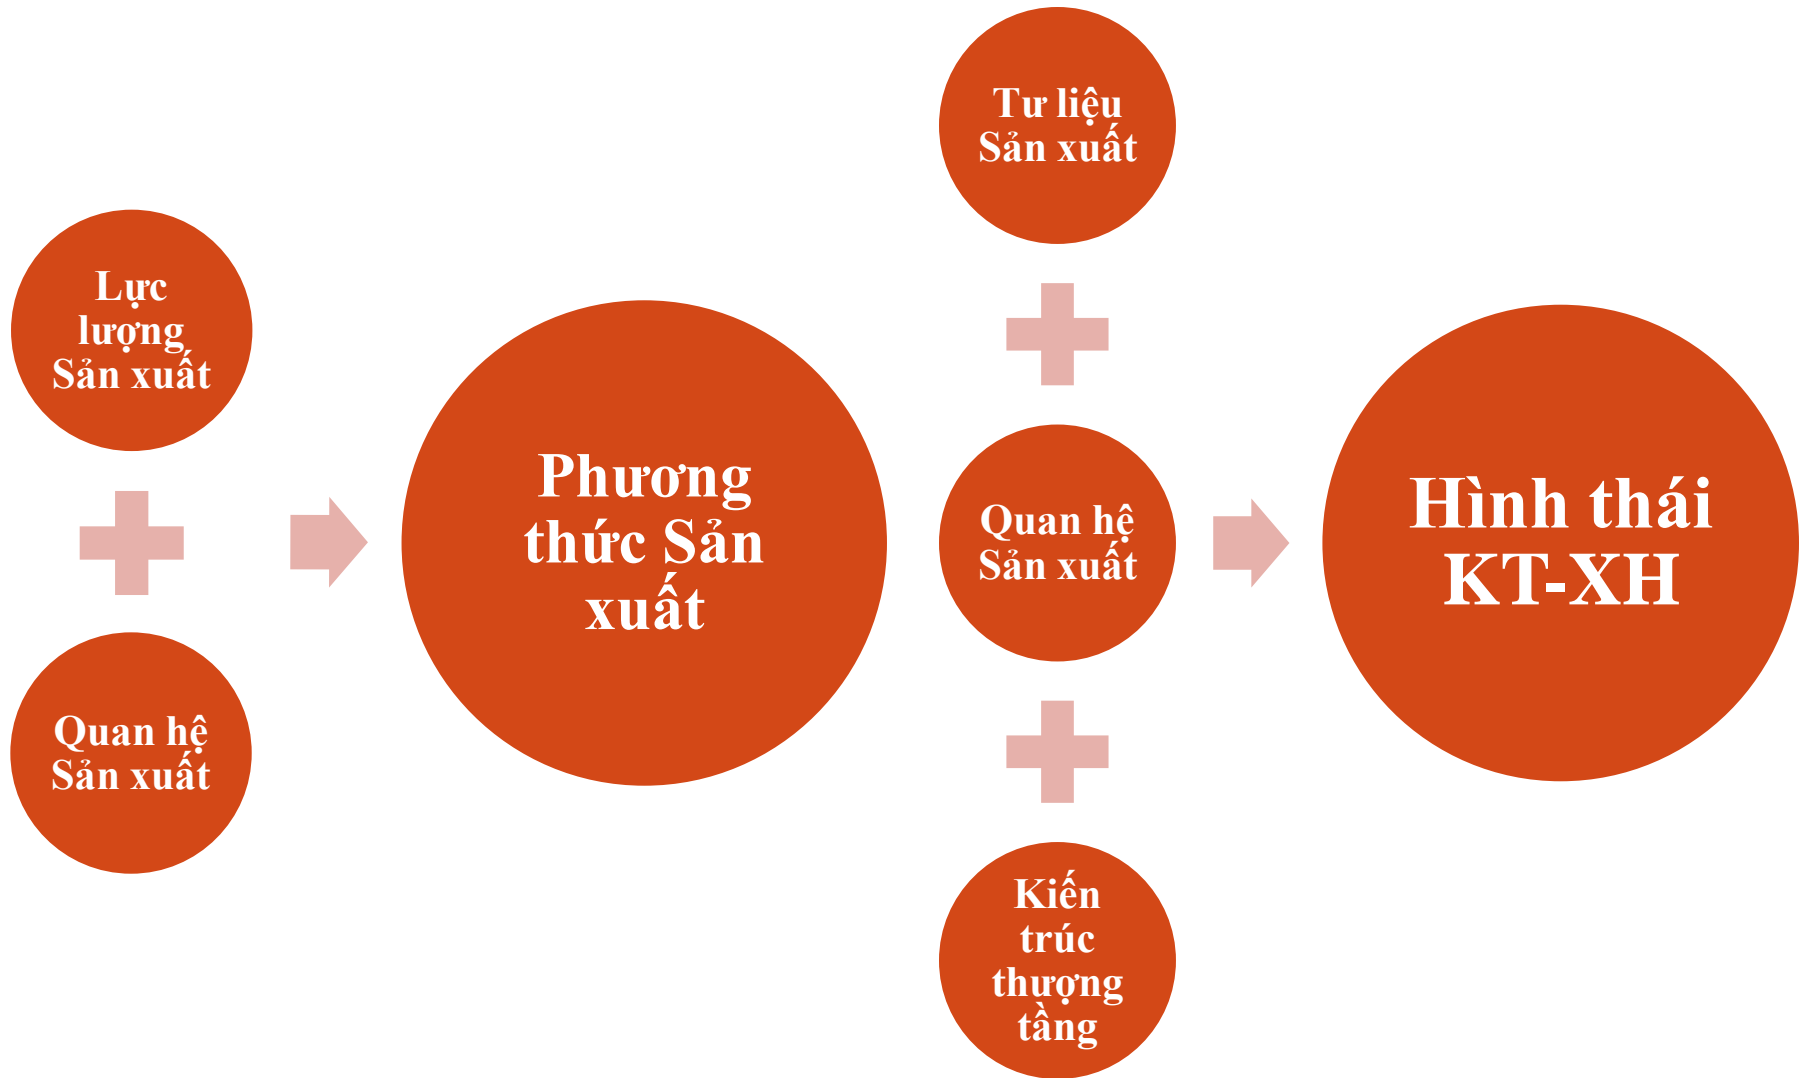 Lực
lượng
Sản xuất
Quan hệ
Sản xuất
Phương
thức Sản
xuất
Tư liệu
Sản xuất
Quan hệ
Sản xuất
Kiến
trúc
thượng
tầng
Hình thái
KT-XH